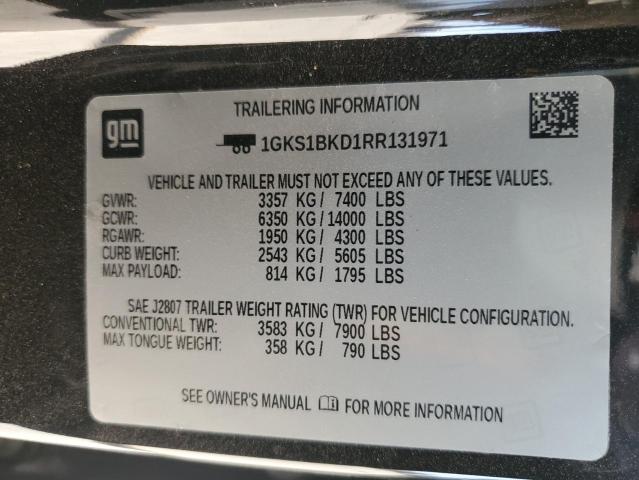 gm
TRAILERING INFORMATION
1GKS1BKD1RR131971
VEHICLE AND TRAILER MUST NOT EXCEED ANY OF THESE VALUES.
GVWR: 3357 KG / 7400 LBS
GCWR: 6350 KG / 14000 LBS
RGAWR: 1950 KG / 4300 LBS
CURB WEIGHT: 2543 KG / 5605 LBS
MAX PAYLOAD: 814 KG / 1795 LBS
SAE J2807 TRAILER WEIGHT RATING (TWR) FOR VEHICLE CONFIGURATION.
CONVENTIONAL TWR: 3583 KG / 7900 LBS
MAX TONGUE WEIGHT: 358 KG / 790 LBS
SEE OWNER'S MANUAL FOR MORE INFORMATION